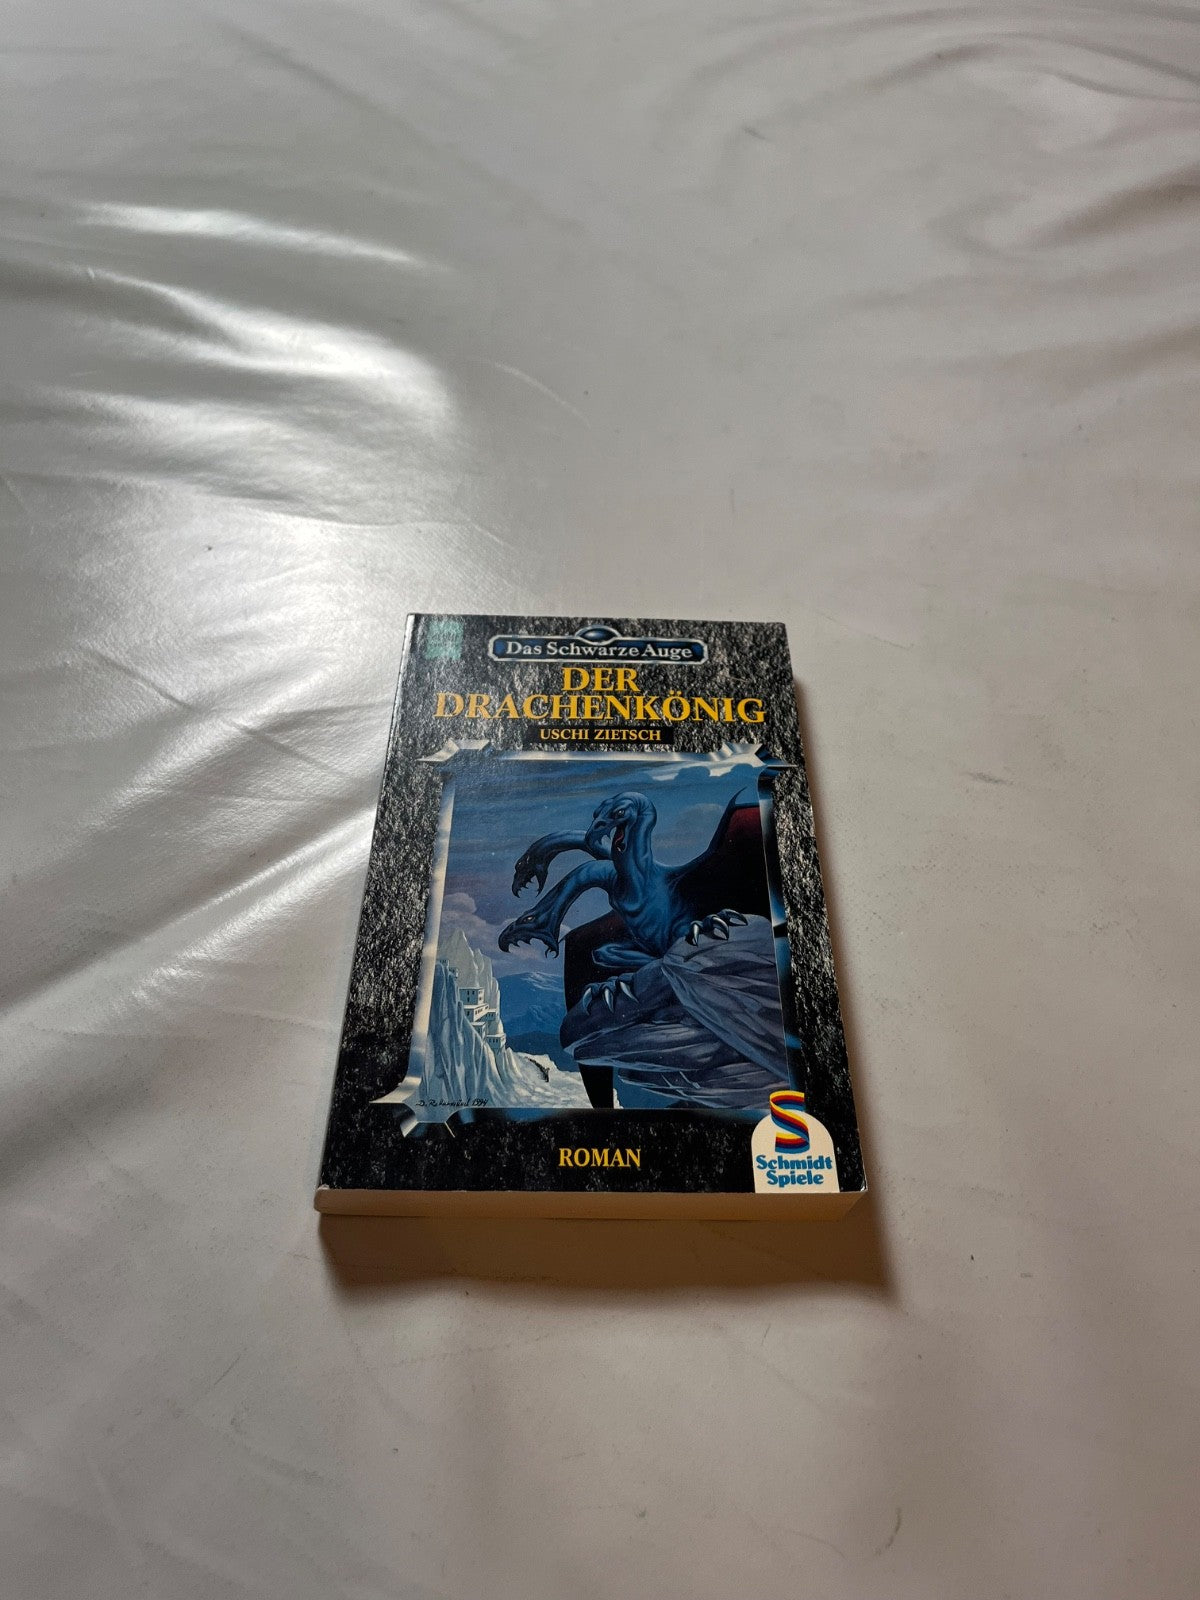 Das Schwarze Auge
DER
DRACHENKÖNIG
USCHI ZIETSCH
ROMAN
Schmidt
Spiele